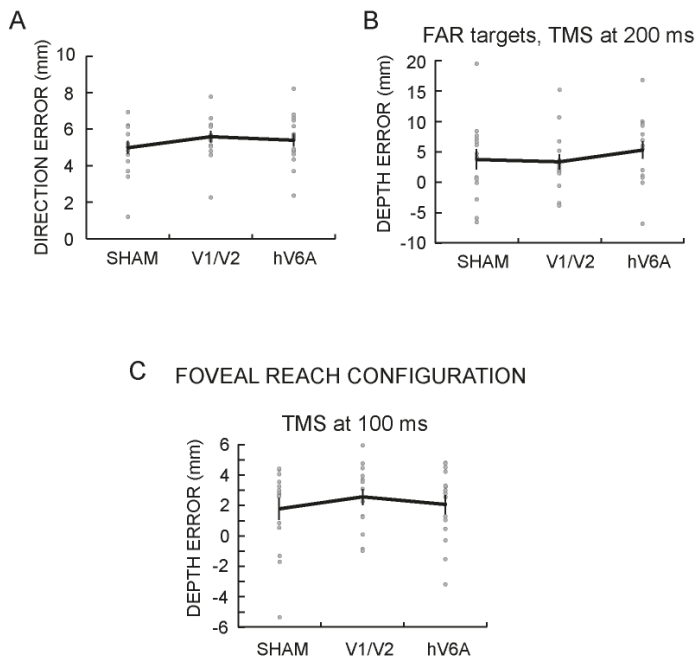 A
DIRECTION ERROR (mm)
10
8
6
4
2
0
SHAM V1/V2 hV6A
B
FAR targets, TMS at 200 ms
DEPTH ERROR (mm)
20
15
10
5
0
-5
-10
SHAM V1/V2 hV6A
C FOVEAL REACH CONFIGURATION
TMS at 100 ms
DEPTH ERROR (mm)
6
4
2
0
-2
-4
-6
SHAM V1/V2 hV6A